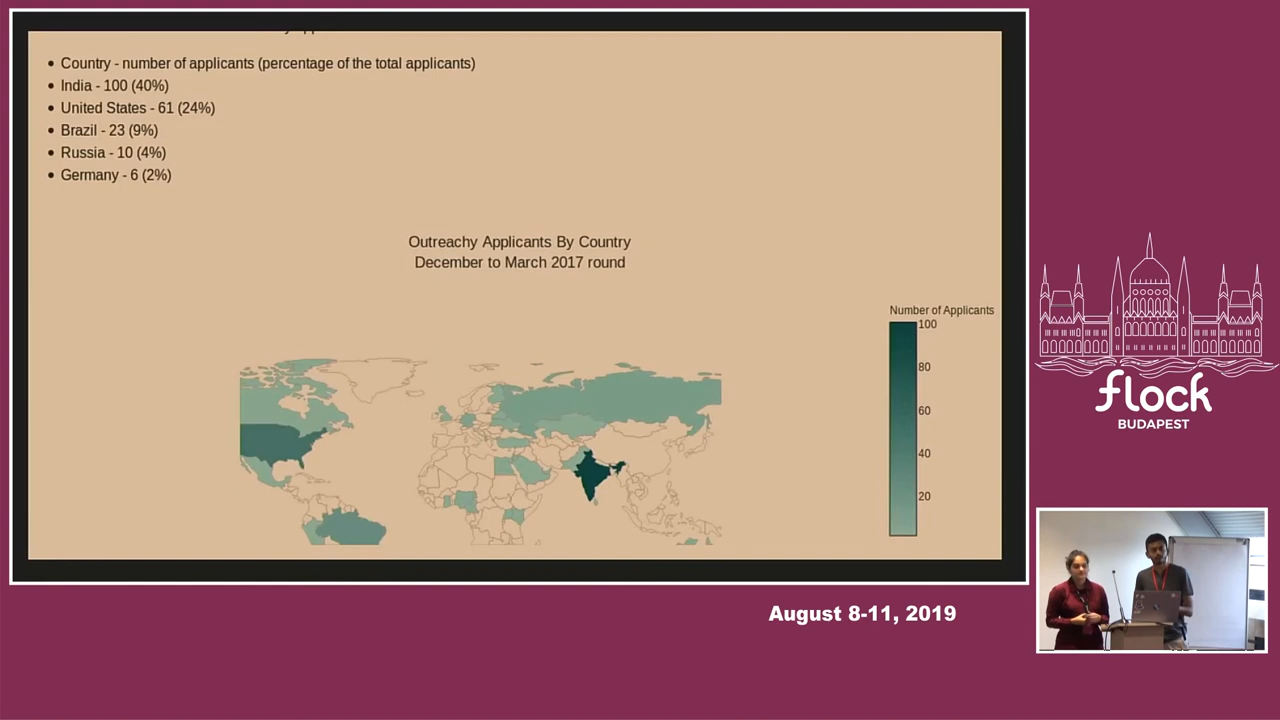 Country - number of applicants (percentage of the total applicants)
India - 100 (40%)
United States - 61 (24%)
Brazil - 23 (9%)
Russia - 10 (4%)
Germany - 6 (2%)
Outreachy Applicants By Country
December to March 2017 round
Number of Applicants
100
80
60
40
20
flock
BUDAPEST
August 8-11, 2019